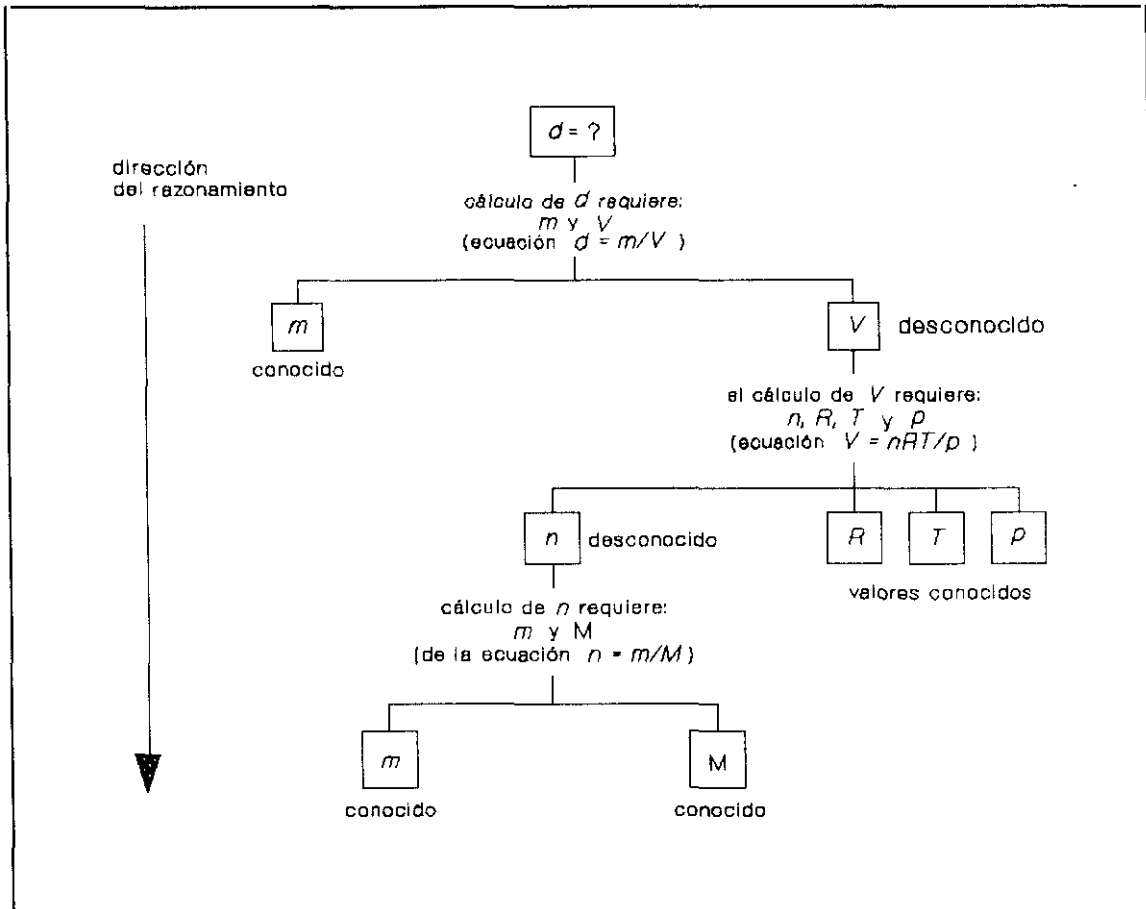 d = ?
dirección
del razonamiento
cálculo de d requiere:
m y V
(ecuación d = m/V )
m
V desconocido
conocido
el cálculo de V requiere:
n, R, T y p
(ecuación V = nRT/p )
n desconocido
R T p
valores conocidos
cálculo de n requiere:
m y M
(de la ecuación n = m/M )
m M
conocido conocido